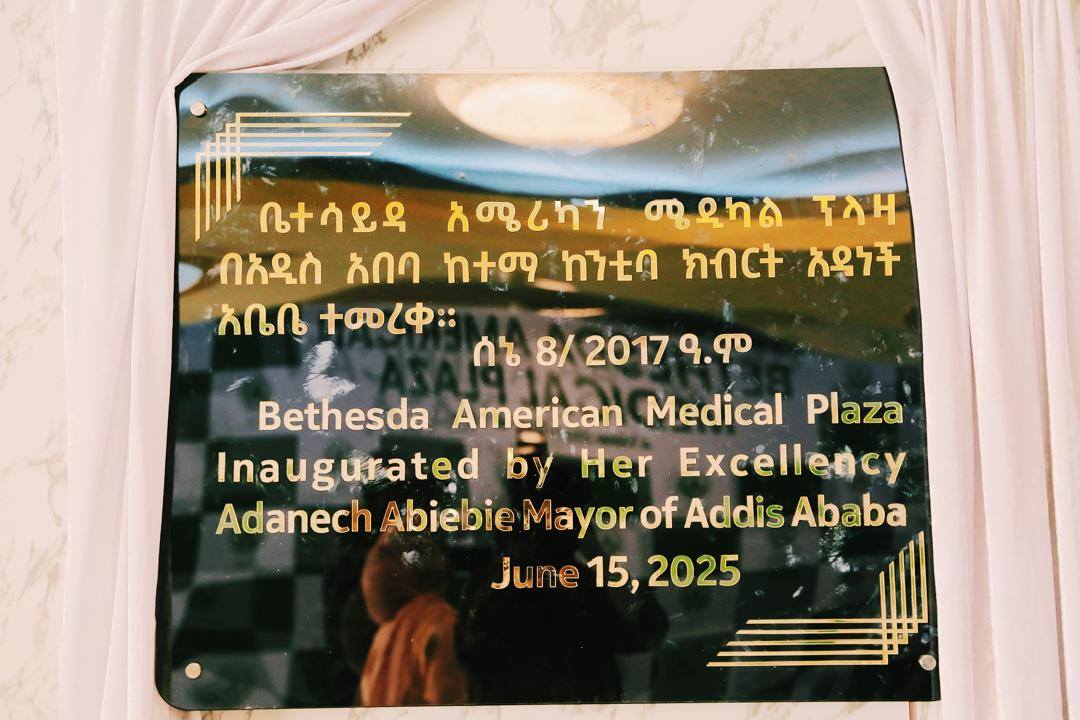 ቤተሳይዳ አሜሪካን ሜዲካል ፕላዛ
በአዲስ አበባ ከተማ ከንቲባ ክብርት አዳነች
አቤቤ ተመረቀ።
ሰኔ 8/ 2017 ዓ.ም
Bethesda American Medical Plaza
Inaugurated by Her Excellency
Adanech Abiebie Mayor of Addis Ababa
June 15, 2025